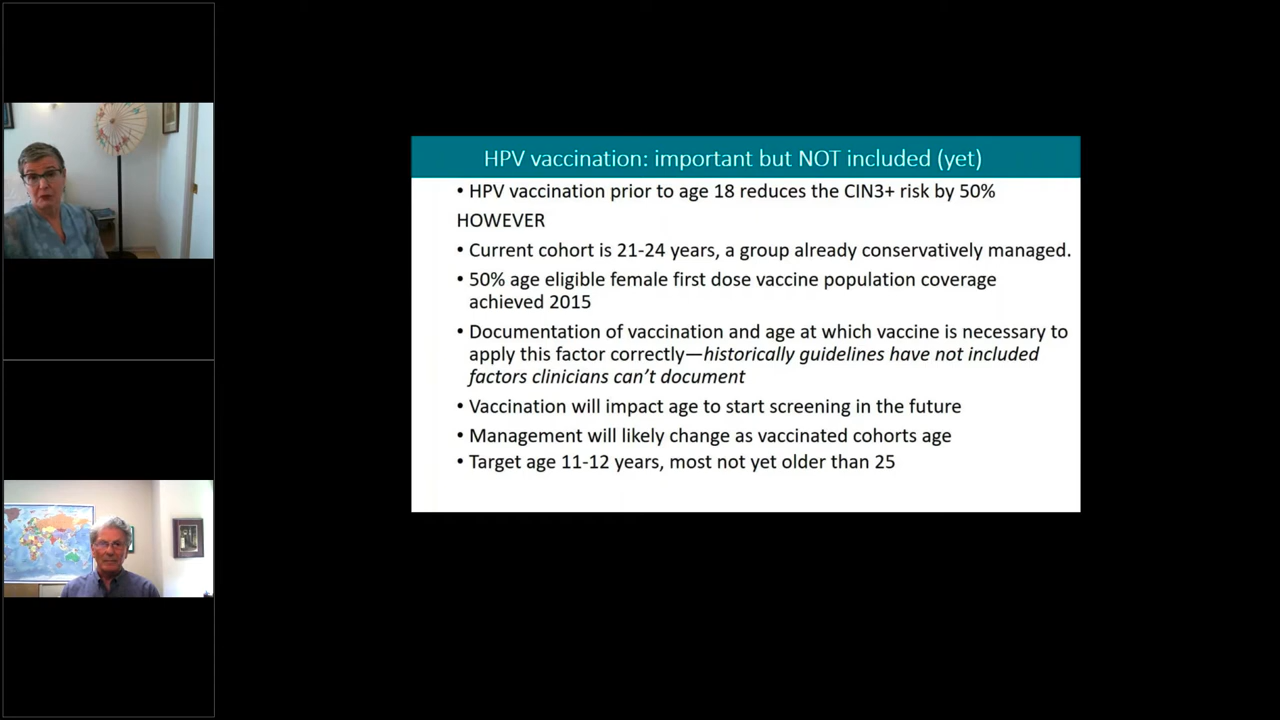 HPV vaccination: important but NOT included (yet)
• HPV vaccination prior to age 18 reduces the CIN3+ risk by 50%
HOWEVER
• Current cohort is 21-24 years, a group already conservatively managed.
• 50% age eligible female first dose vaccine population coverage
achieved 2015
• Documentation of vaccination and age at which vaccine is necessary to
apply this factor correctly—historically guidelines have not included
factors clinicians can't document
• Vaccination will impact age to start screening in the future
• Management will likely change as vaccinated cohorts age
• Target age 11-12 years, most not yet older than 25